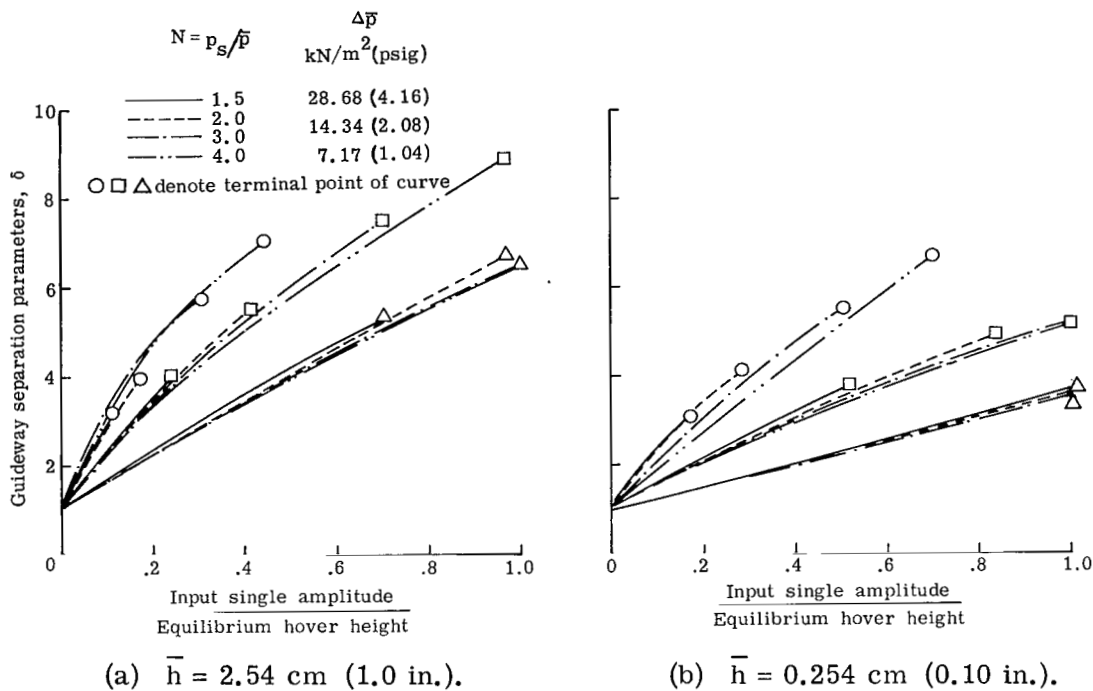 N = p_s/p̅
Δp̅
kN/m² (psig)
1.5 28.68 (4.16)
2.0 14.34 (2.08)
3.0 7.17 (1.04)
4.0
○ □ △ denote terminal point of curve
Guideway separation parameters, δ
10
8
6
4
2
0
.2
.4
.6
.8
1.0
Input single amplitude
Equilibrium hover height
(a) h̅ = 2.54 cm (1.0 in.).
0
.2
.4
.6
.8
1.0
Input single amplitude
Equilibrium hover height
(b) h̅ = 0.254 cm (0.10 in.).